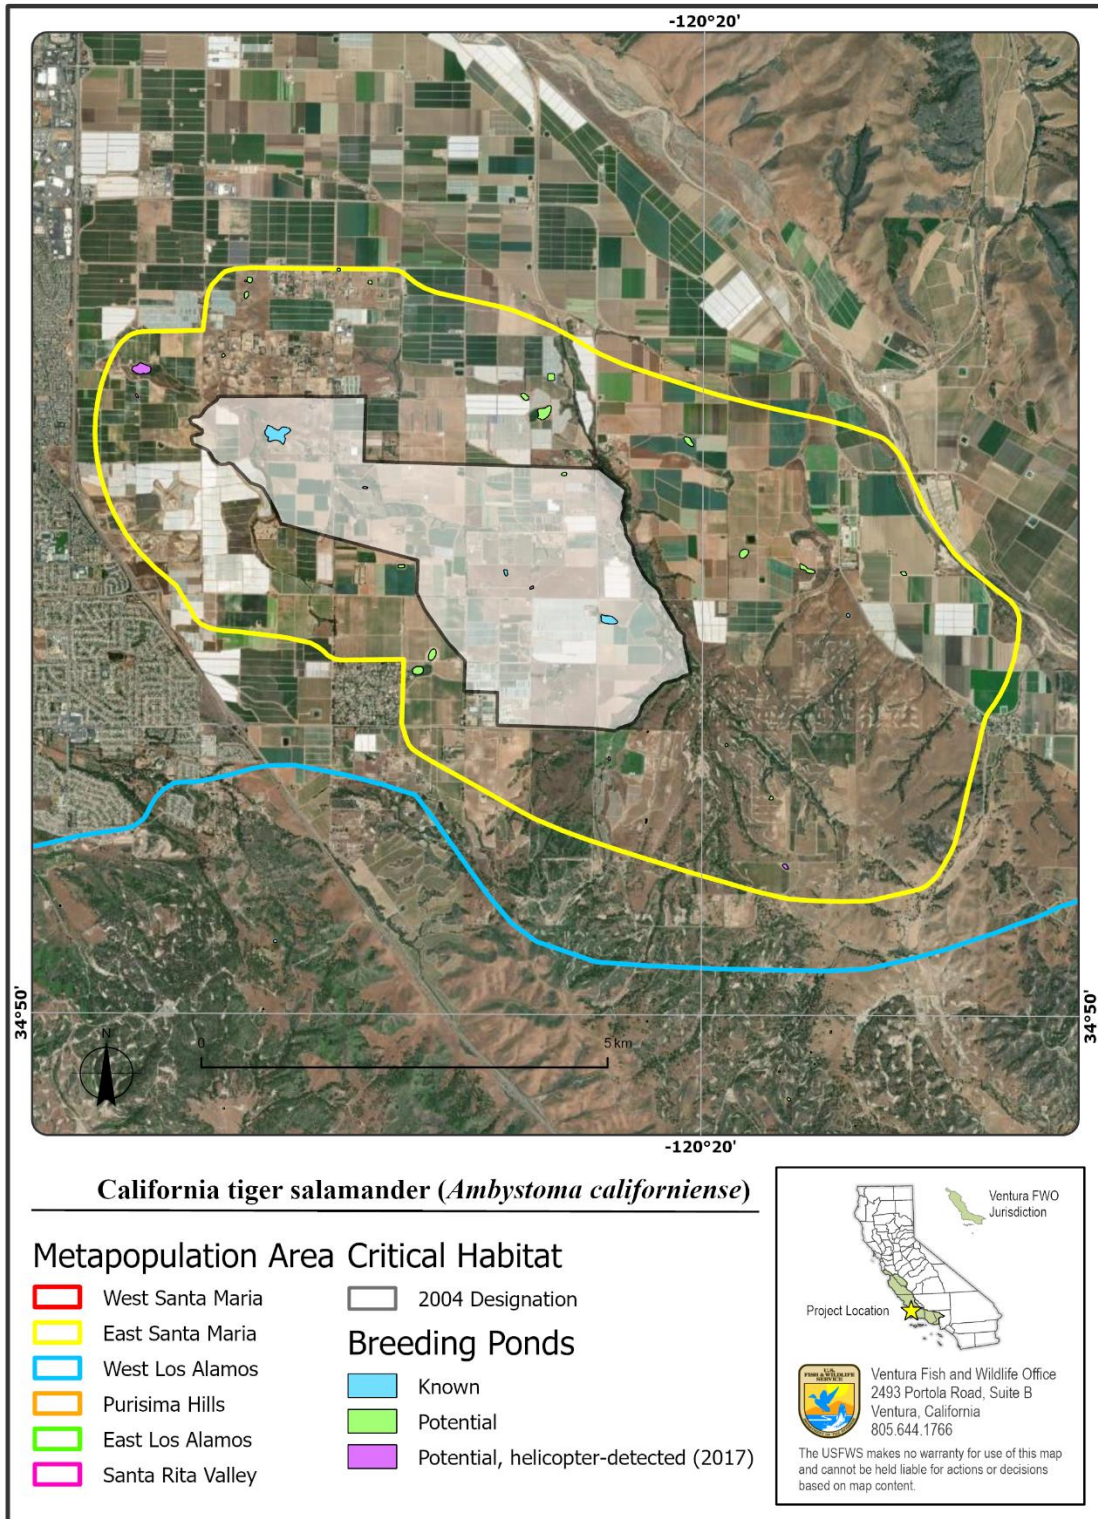 -120°20'
34°50'
34°50'
N
0
5 km
-120°20'
California tiger salamander (Ambystoma californiense)
Metapopulation Area
West Santa Maria
East Santa Maria
West Los Alamos
Purisima Hills
East Los Alamos
Santa Rita Valley
Critical Habitat
2004 Designation
Breeding Ponds
Known
Potential
Potential, helicopter-detected (2017)
Ventura FWO
Jurisdiction
Project Location
U.S.
FISH & WILDLIFE
SERVICE
Ventura Fish and Wildlife Office
2493 Portola Road, Suite B
Ventura, California
805.644.1766
The USFWS makes no warranty for use of this map
and cannot be held liable for actions or decisions
based on map content.